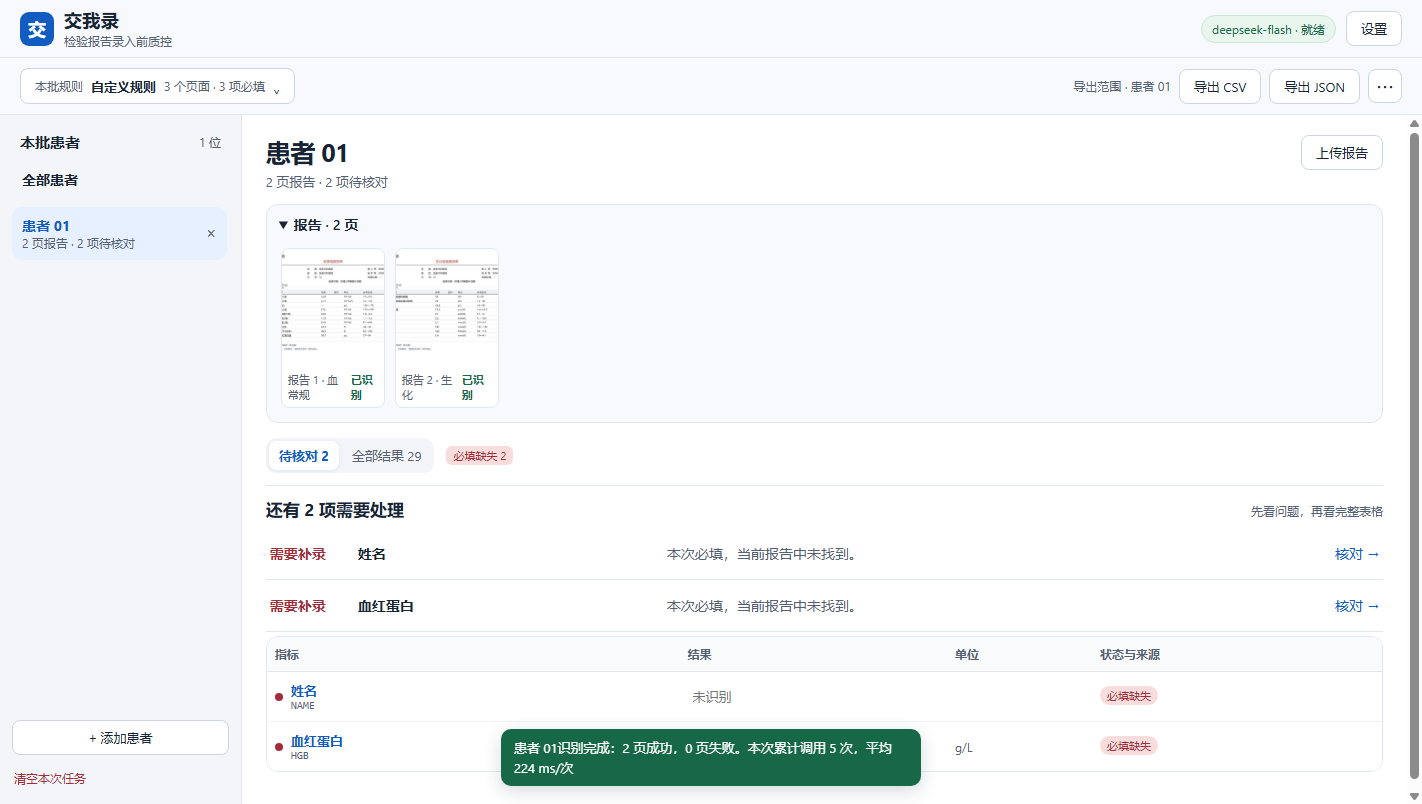 交
交我录
检验报告录入前质控
deepseek-flash · 就绪
设置
本批规则 自定义规则 3 个页面 · 3 项必填
导出范围 · 患者 01
导出 CSV
导出 JSON
···
本批患者
1 位
全部患者
患者 01
2 页报告 · 2 项待核对
×
+ 添加患者
清空本次任务
患者 01
2 页报告 · 2 项待核对
上传报告
▼ 报告 · 2 页
报告 1 · 血
常规
已识
别
报告 2 · 生
化
已识
别
待核对 2
全部结果 29
必填缺失 2
还有 2 项需要处理
先看问题，再看完整表格
需要补录 姓名 本次必填，当前报告中未找到。 核对 →
需要补录 血红蛋白 本次必填，当前报告中未找到。 核对 →
指标 结果 单位 状态与来源
姓名 未识别 必填缺失
NAME
血红蛋白 g/L 必填缺失
HGB
患者 01识别完成：2 页成功，0 页失败。本次累计调用 5 次，平均
224 ms/次